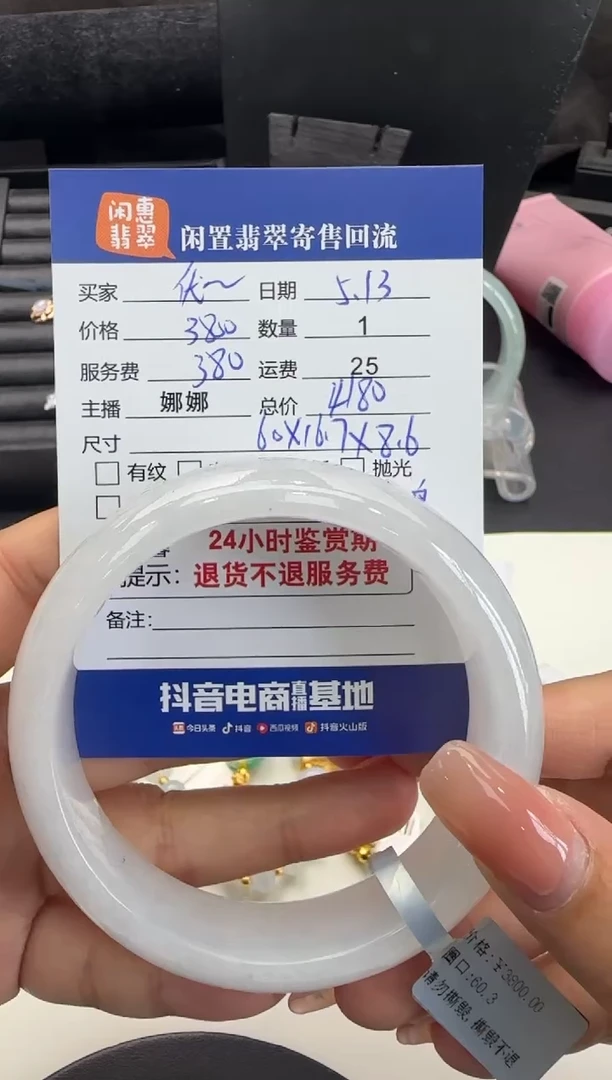 闲惠
翡翠
闲置翡翠寄售回流
买家 优~ 日期 5.13
价格 380 数量 1
服务费 380 运费 25
主播 娜娜 总价 4180
尺寸 60×16.7×8.6
有纹 抛光
24小时鉴赏期
提示：退货不退服务费
备注：
抖音电商直播基地
今日头条 抖音 西瓜视频 抖音火山版
价格:￥3800.00
圈口:60.3
请勿撕毁,撕毁不退